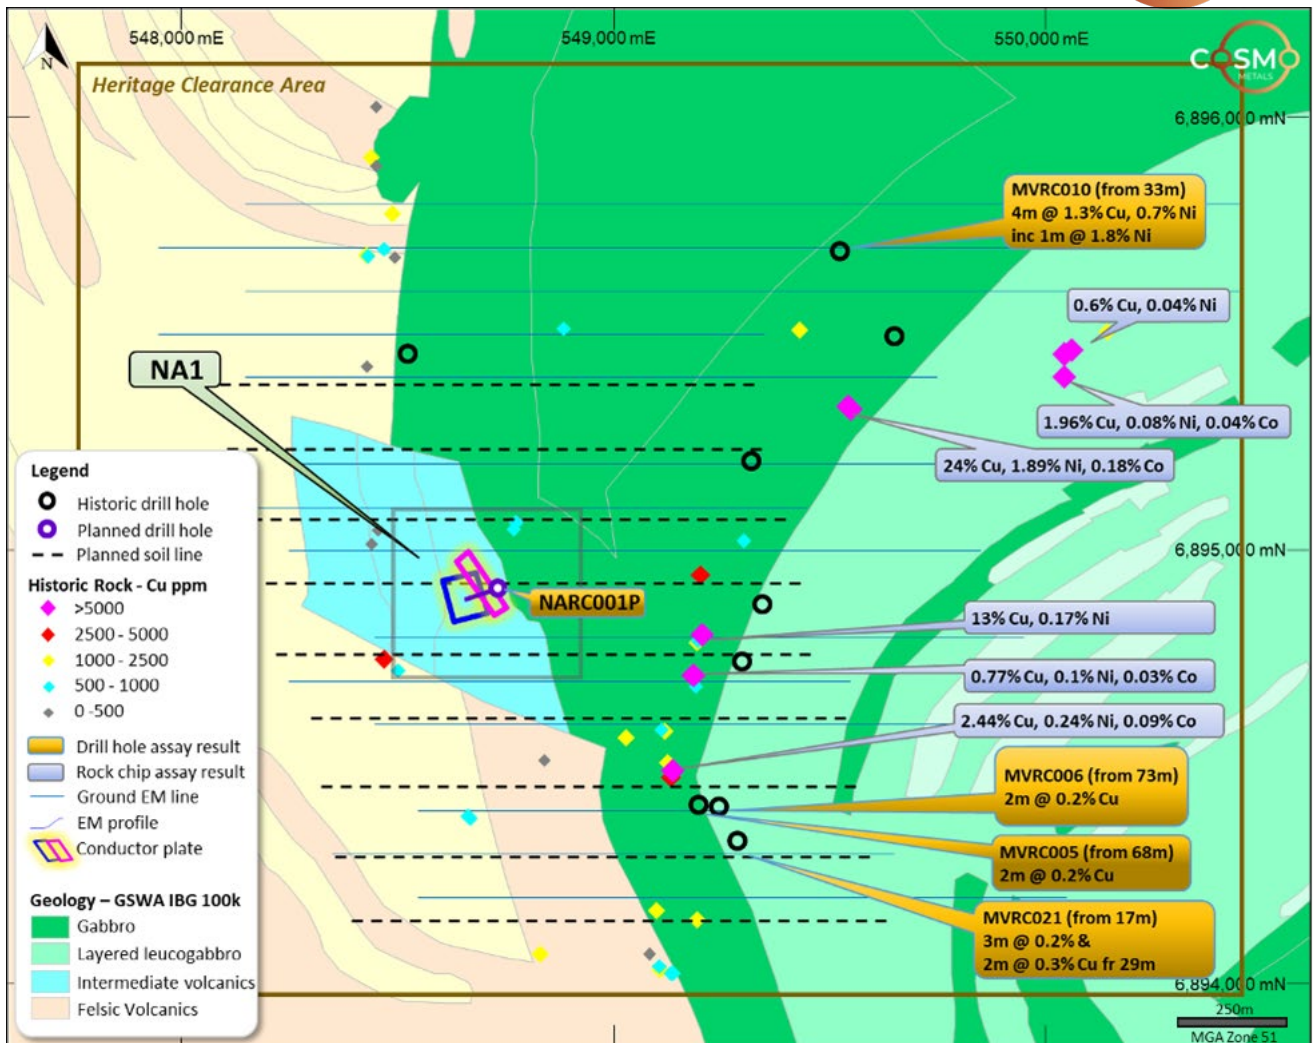 548,000 mE
549,000 mE
550,000 mE
COSMO
METALS
N
Heritage Clearance Area
6,896,000 mN
MVRC010 (from 33m)
4m @ 1.3% Cu, 0.7% Ni
inc 1m @ 1.8% Ni
0.6% Cu, 0.04% Ni
NA1
1.96% Cu, 0.08% Ni, 0.04% Co
24% Cu, 1.89% Ni, 0.18% Co
6,895,000 mN
NARC001P
13% Cu, 0.17% Ni
0.77% Cu, 0.1% Ni, 0.03% Co
2.44% Cu, 0.24% Ni, 0.09% Co
MVRC006 (from 73m)
2m @ 0.2% Cu
MVRC005 (from 68m)
2m @ 0.2% Cu
MVRC021 (from 17m)
3m @ 0.2% &
2m @ 0.3% Cu fr 29m
6,894,000 mN
250m
MGA Zone 51
Legend
Historic drill hole
Planned drill hole
Planned soil line
Historic Rock - Cu ppm
>5000
2500 - 5000
1000 - 2500
500 - 1000
0 -500
Drill hole assay result
Rock chip assay result
Ground EM line
EM profile
Conductor plate
Geology – GSWA IBG 100k
Gabbro
Layered leucogabbro
Intermediate volcanics
Felsic Volcanics